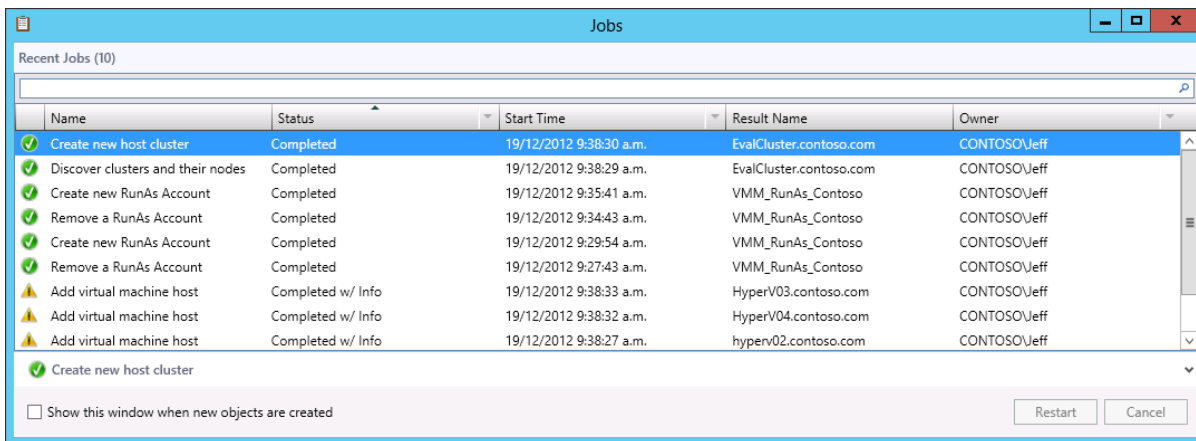 Jobs
Recent Jobs (10)
Name Status Start Time Result Name Owner
Create new host cluster Completed 19/12/2012 9:38:30 a.m. EvalCluster.contoso.com CONTOSO\Jeff
Discover clusters and their nodes Completed 19/12/2012 9:38:29 a.m. EvalCluster.contoso.com CONTOSO\Jeff
Create new RunAs Account Completed 19/12/2012 9:35:41 a.m. VMM_RunAs_Contoso CONTOSO\Jeff
Remove a RunAs Account Completed 19/12/2012 9:34:43 a.m. VMM_RunAs_Contoso CONTOSO\Jeff
Create new RunAs Account Completed 19/12/2012 9:29:54 a.m. VMM_RunAs_Contoso CONTOSO\Jeff
Remove a RunAs Account Completed 19/12/2012 9:27:43 a.m. VMM_RunAs_Contoso CONTOSO\Jeff
Add virtual machine host Completed w/ Info 19/12/2012 9:38:33 a.m. HyperV03.contoso.com CONTOSO\Jeff
Add virtual machine host Completed w/ Info 19/12/2012 9:38:32 a.m. HyperV04.contoso.com CONTOSO\Jeff
Add virtual machine host Completed w/ Info 19/12/2012 9:38:27 a.m. hyperv02.contoso.com CONTOSO\Jeff
Create new host cluster
Show this window when new objects are created Restart Cancel